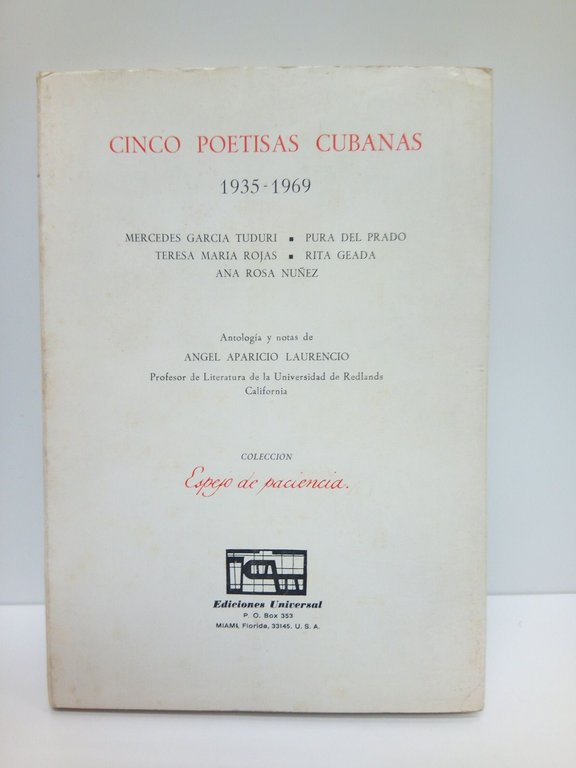 CINCO POETISAS CUBANAS
1935-1969
MERCEDES GARCIA TUDURI ▪ PURA DEL PRADO
TERESA MARIA ROJAS ▪ RITA GEADA
ANA ROSA NUÑEZ
Antología y notas de
ANGEL APARICIO LAURENCIO
Profesor de Literatura de la Universidad de Redlands
California
COLECCION
Espejo de paciencia.
Ediciones Universal
P. O. Box 353
MIAMI, Florida, 33145. U. S. A.